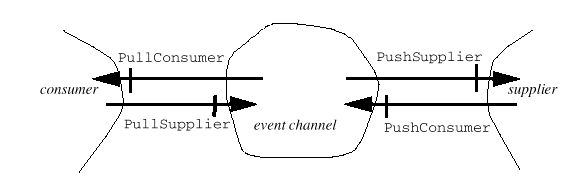 PullConsumer
PushSupplier
consumer
supplier
PullSupplier
event channel
PushConsumer